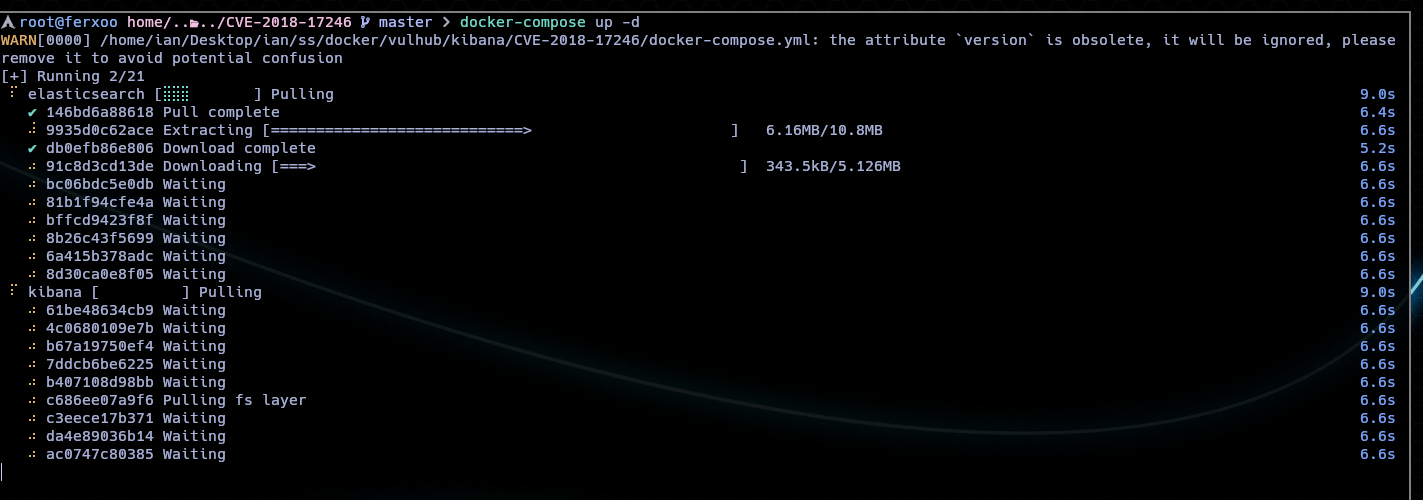 root@ferxoo home/../../CVE-2018-17246 master > docker-compose up -d
WARN[0000] /home/ian/Desktop/ian/ss/docker/vulhub/kibana/CVE-2018-17246/docker-compose.yml: the attribute `version` is obsolete, it will be ignored, please
remove it to avoid potential confusion
[+] Running 2/21
elasticsearch [⣿⣿⣿ ] Pulling 9.0s
✔ 146bd6a88618 Pull complete 6.4s
9935d0c62ace Extracting [============================> ] 6.16MB/10.8MB 6.6s
✔ db0efb86e806 Download complete 5.2s
91c8d3cd13de Downloading [===> ] 343.5kB/5.126MB 6.6s
bc06bdc5e0db Waiting 6.6s
81b1f94cfe4a Waiting 6.6s
bffcd9423f8f Waiting 6.6s
8b26c43f5699 Waiting 6.6s
6a415b378adc Waiting 6.6s
8d30ca0e8f05 Waiting 6.6s
kibana [ ] Pulling 9.0s
61be48634cb9 Waiting 6.6s
4c0680109e7b Waiting 6.6s
b67a19750ef4 Waiting 6.6s
7ddcb6be6225 Waiting 6.6s
b407108d98bb Waiting 6.6s
c686ee07a9f6 Pulling fs layer 6.6s
c3eece17b371 Waiting 6.6s
da4e89036b14 Waiting 6.6s
ac0747c80385 Waiting 6.6s